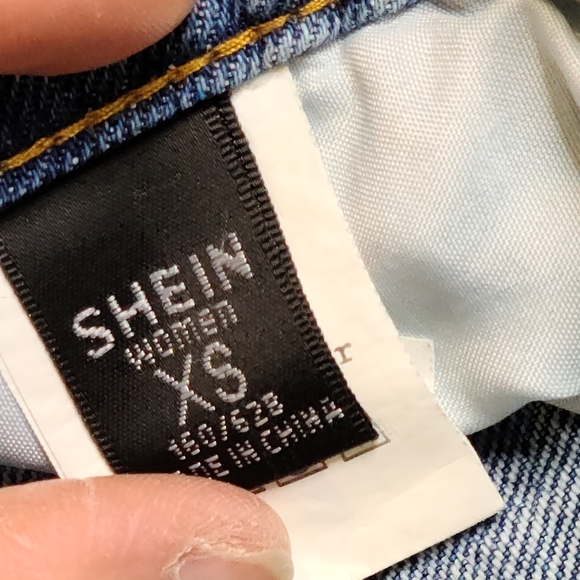 SHEIN
WOMEN
XS
160/62B
MADE IN CHINA
r